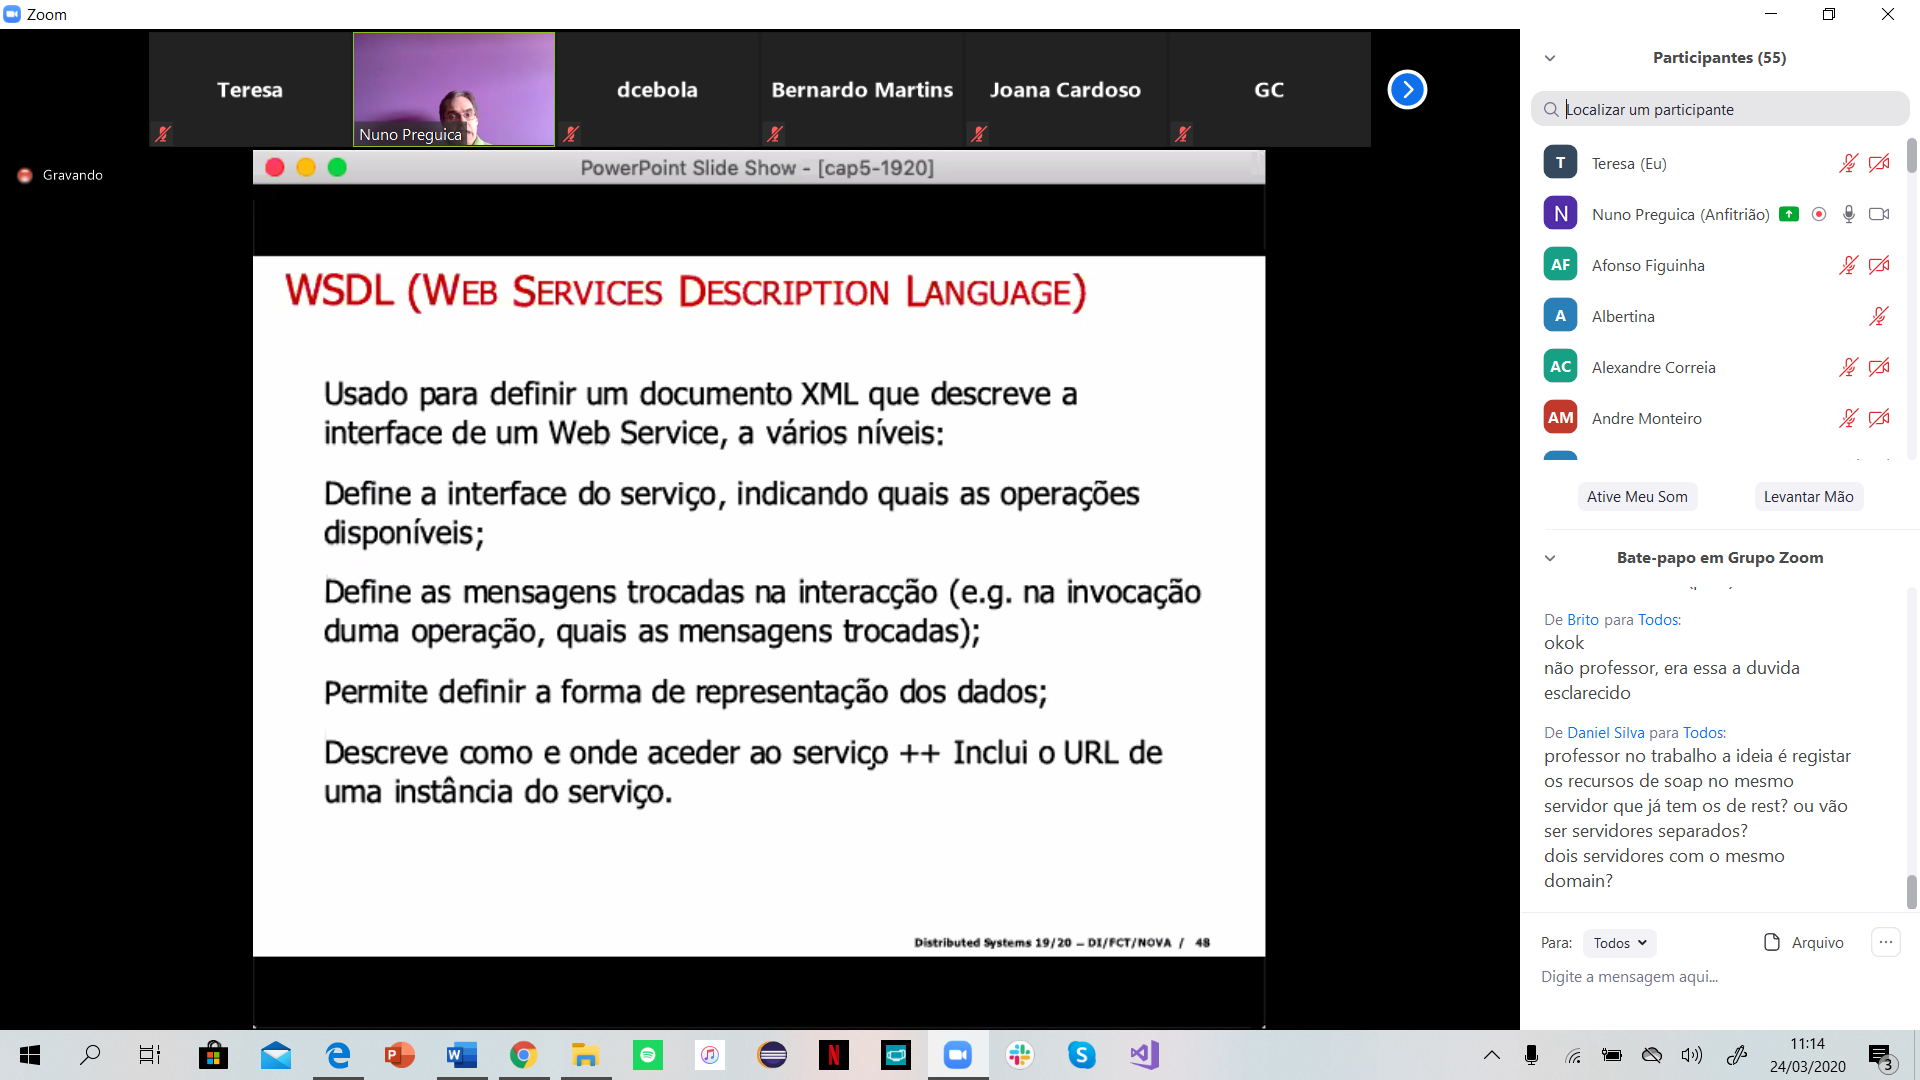 Zoom
Teresa
Nuno Preguica
dcebola
Bernardo Martins
Joana Cardoso
GC
Gravando
PowerPoint Slide Show - [cap5-1920]
WSDL (WEB SERVICES DESCRIPTION LANGUAGE)
Usado para definir um documento XML que descreve a
interface de um Web Service, a vários níveis:
Define a interface do serviço, indicando quais as operações
disponíveis;
Define as mensagens trocadas na interacção (e.g. na invocação
duma operação, quais as mensagens trocadas);
Permite definir a forma de representação dos dados;
Descreve como e onde aceder ao serviço ++ Inclui o URL de
uma instância do serviço.
Distributed Systems 19/20 – DI/FCT/NOVA / 48
Participantes (55)
Localizar um participante
T Teresa (Eu)
N Nuno Preguica (Anfitrião)
AF Afonso Figuinha
A Albertina
AC Alexandre Correia
AM Andre Monteiro
Ative Meu Som
Levantar Mão
Bate-papo em Grupo Zoom
De Brito para Todos:
okok
não professor, era essa a duvida
esclarecido
De Daniel Silva para Todos:
professor no trabalho a ideia é registar
os recursos de soap no mesmo
servidor que já tem os de rest? ou vão
ser servidores separados?
dois servidores com o mesmo
domain?
Para: Todos
Arquivo
Digite a mensagem aqui...
11:14
24/03/2020
3